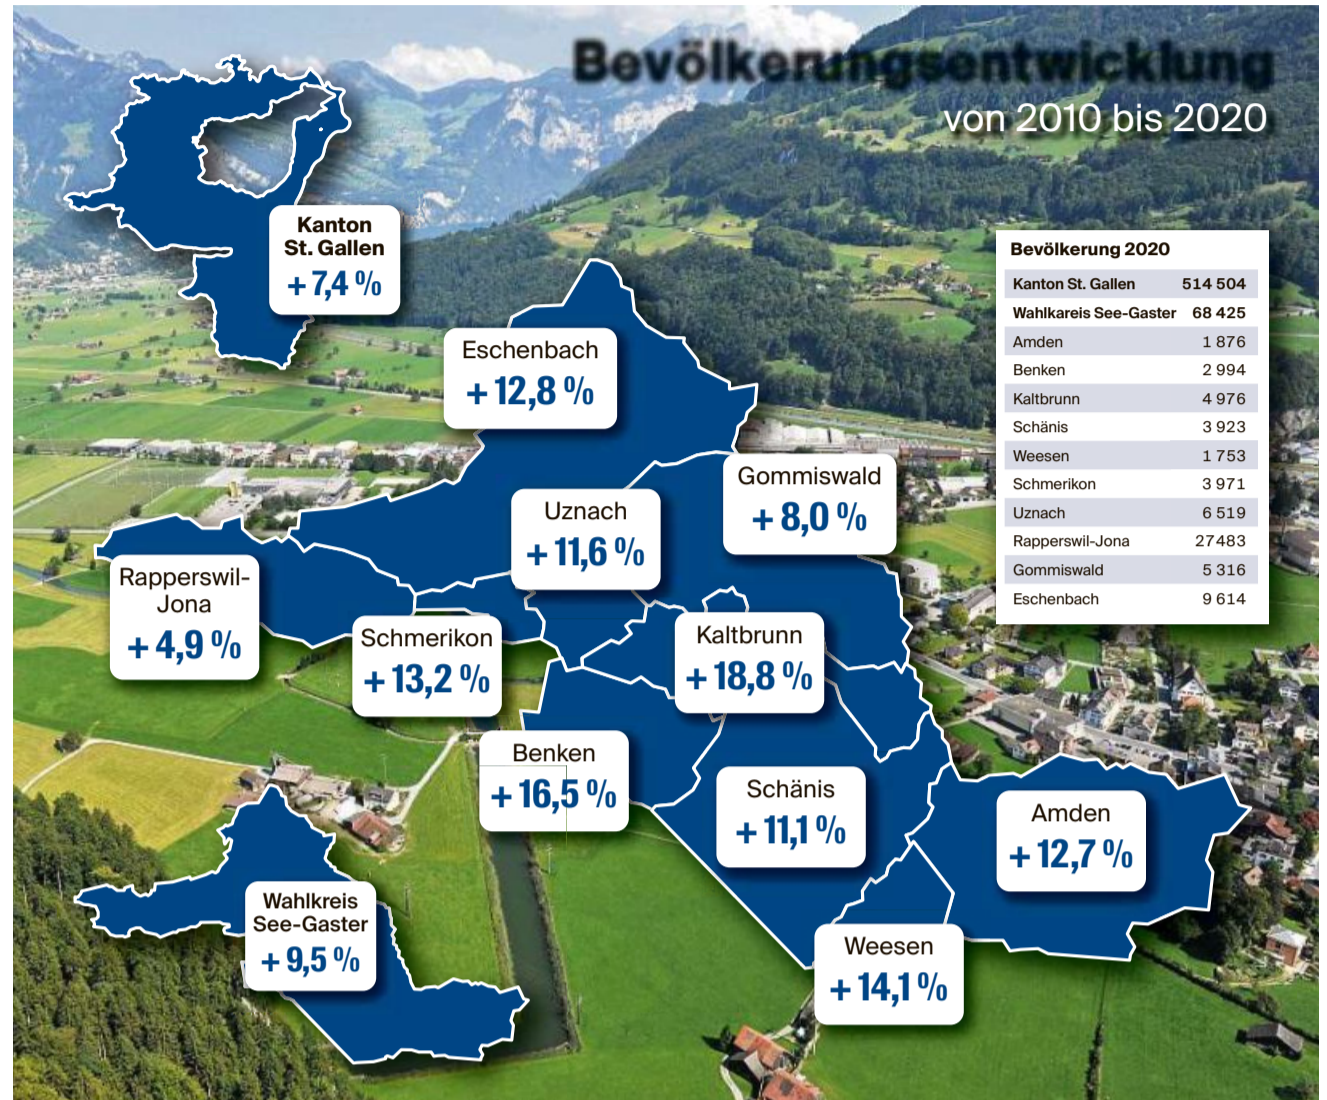 Bevölkerungsentwicklung
von 2010 bis 2020
Kanton
St. Gallen
+ 7,4 %
Eschenbach
+ 12,8 %
Gommiswald
+ 8,0 %
Uznach
+ 11,6 %
Rapperswil-
Jona
+ 4,9 %
Schmerikon
+ 13,2 %
Kaltbrunn
+ 18,8 %
Benken
+ 16,5 %
Schänis
+ 11,1 %
Amden
+ 12,7 %
Weesen
+ 14,1 %
Wahlkreis
See-Gaster
+ 9,5 %
Bevölkerung 2020
Kanton St. Gallen 514 504
Wahlkareis See-Gaster 68 425
Amden 1 876
Benken 2 994
Kaltbrunn 4 976
Schänis 3 923
Weesen 1 753
Schmerikon 3 971
Uznach 6 519
Rapperswil-Jona 27483
Gommiswald 5 316
Eschenbach 9 614